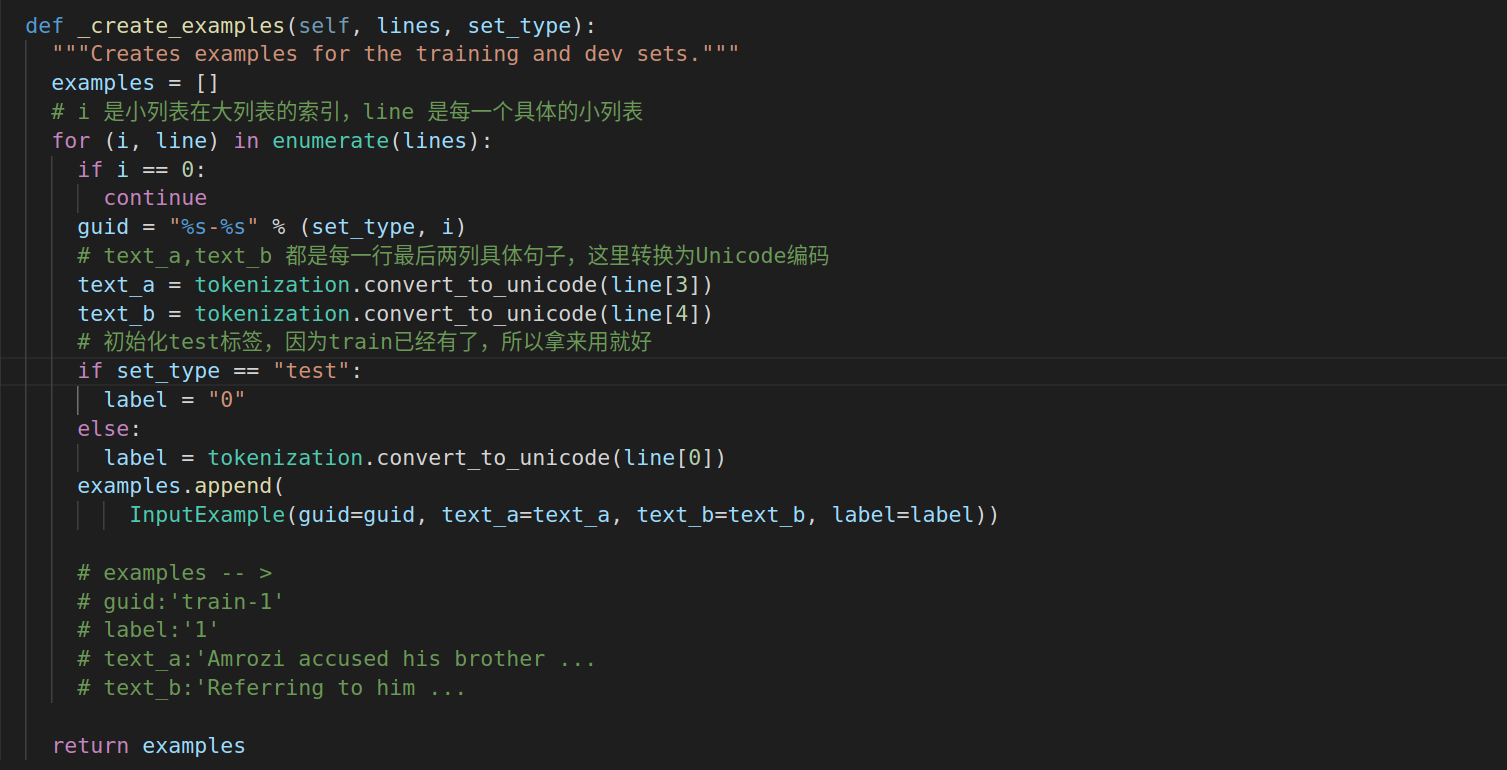 def _create_examples(self, lines, set_type):
"""Creates examples for the training and dev sets."""
examples = []
# i 是小列表在大列表的索引，line 是每一个具体的小列表
for (i, line) in enumerate(lines):
if i == 0:
continue
guid = "%s-%s" % (set_type, i)
# text_a,text_b 都是每一行最后两列具体句子，这里转换为Unicode编码
text_a = tokenization.convert_to_unicode(line[3])
text_b = tokenization.convert_to_unicode(line[4])
# 初始化test标签，因为train已经有了，所以拿来用就好
if set_type == "test":
label = "0"
else:
label = tokenization.convert_to_unicode(line[0])
examples.append(
InputExample(guid=guid, text_a=text_a, text_b=text_b, label=label))
# examples -- >
# guid:'train-1'
# label:'1'
# text_a:'Amrozi accused his brother ...
# text_b:'Referring to him ...
return examples